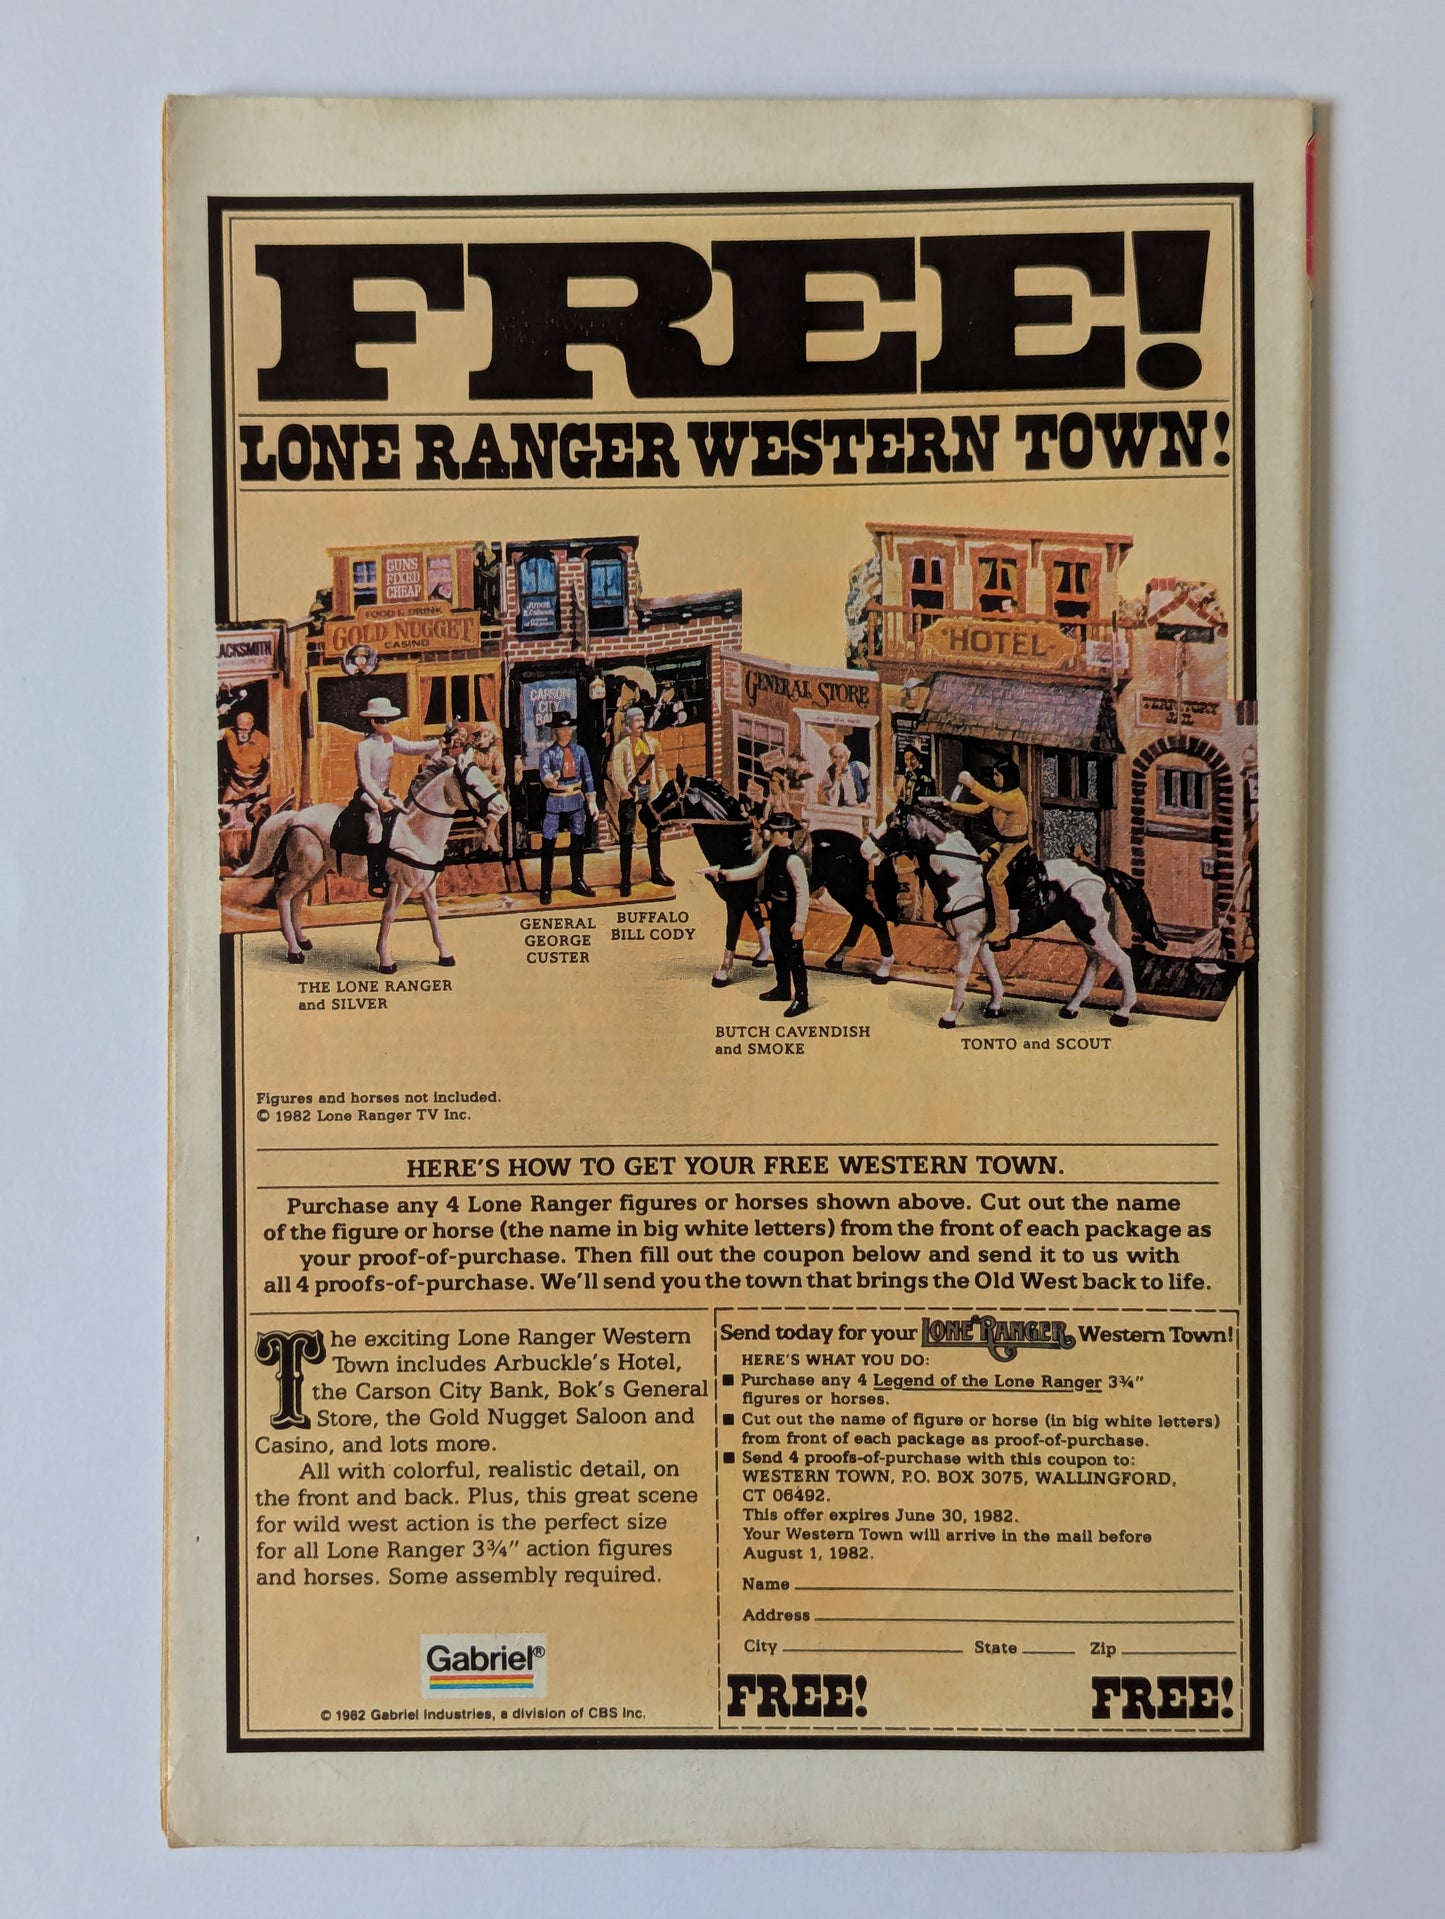 FREE!
LONE RANGER WESTERN TOWN!
GUNS
FIXED
CHEAP
FOOD & DRINK
GOLD NUGGET
CASINO
ACKSMITH
CARSON
CITY
BA
GENERAL STORE
HOTEL
TERRITORY
JAIL
THE LONE RANGER
and SILVER
GENERAL
GEORGE
CUSTER
BUFFALO
BILL CODY
BUTCH CAVENDISH
and SMOKE
TONTO and SCOUT
Figures and horses not included.
© 1982 Lone Ranger TV Inc.
HERE'S HOW TO GET YOUR FREE WESTERN TOWN.
Purchase any 4 Lone Ranger figures or horses shown above. Cut out the name
of the figure or horse (the name in big white letters) from the front of each package as
your proof-of-purchase. Then fill out the coupon below and send it to us with
all 4 proofs-of-purchase. We'll send you the town that brings the Old West back to life.
The exciting Lone Ranger Western
Town includes Arbuckle's Hotel,
the Carson City Bank, Bok's General
Store, the Gold Nugget Saloon and
Casino, and lots more.
All with colorful, realistic detail, on
the front and back. Plus, this great scene
for wild west action is the perfect size
for all Lone Ranger 3¾" action figures
and horses. Some assembly required.
Gabriel®
© 1982 Gabriel Industries, a division of CBS Inc.
Send today for your LONE RANGER Western Town!
HERE'S WHAT YOU DO:
■ Purchase any 4 Legend of the Lone Ranger 3¾"
figures or horses.
■ Cut out the name of figure or horse (in big white letters)
from front of each package as proof-of-purchase.
■ Send 4 proofs-of-purchase with this coupon to:
WESTERN TOWN, P.O. BOX 3075, WALLINGFORD,
CT 06492.
This offer expires June 30, 1982.
Your Western Town will arrive in the mail before
August 1, 1982.
Name
Address
City State Zip
FREE! FREE!